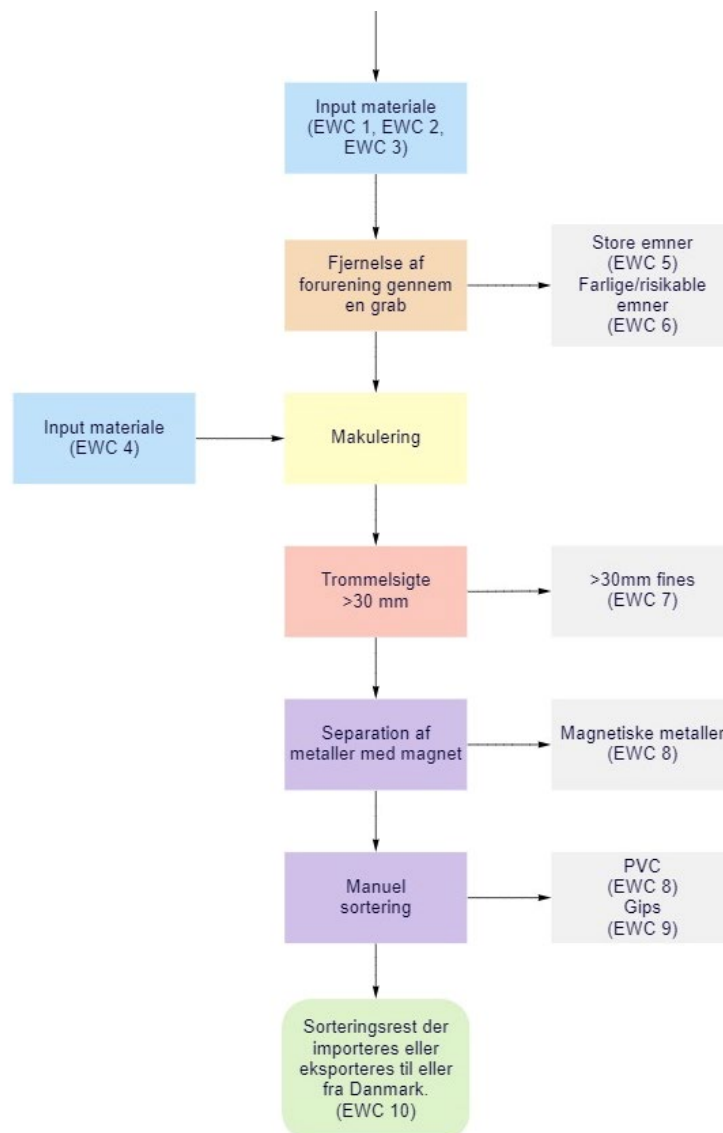 Input materiale
(EWC 1, EWC 2,
EWC 3)
Fjernelse af
forurening gennem
en grab
Store emner
(EWC 5)
Farlige/risikable
emner
(EWC 6)
Input materiale
(EWC 4)
Makulering
Trommelsigte
>30 mm
>30mm fines
(EWC 7)
Separation af
metaller med magnet
Magnetiske metaller
(EWC 8)
Manuel
sortering
PVC
(EWC 8)
Gips
(EWC 9)
Sorteringsrest der
importeres eller
eksporteres til eller
fra Danmark.
(EWC 10)